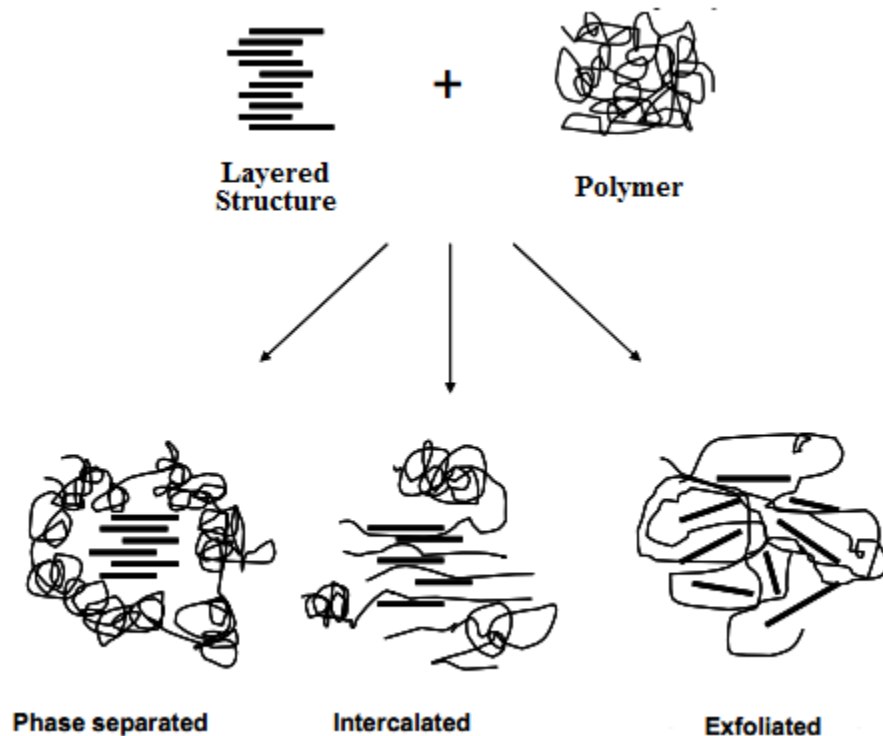 +
Layered
Structure
Polymer
Phase separated
Intercalated
Exfoliated